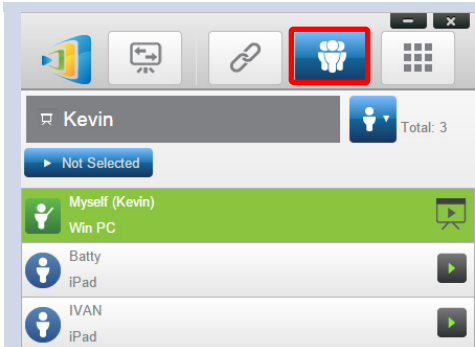 Kevin
Total: 3
Not Selected
Myself (Kevin)
Win PC
Batty
iPad
IVAN
iPad